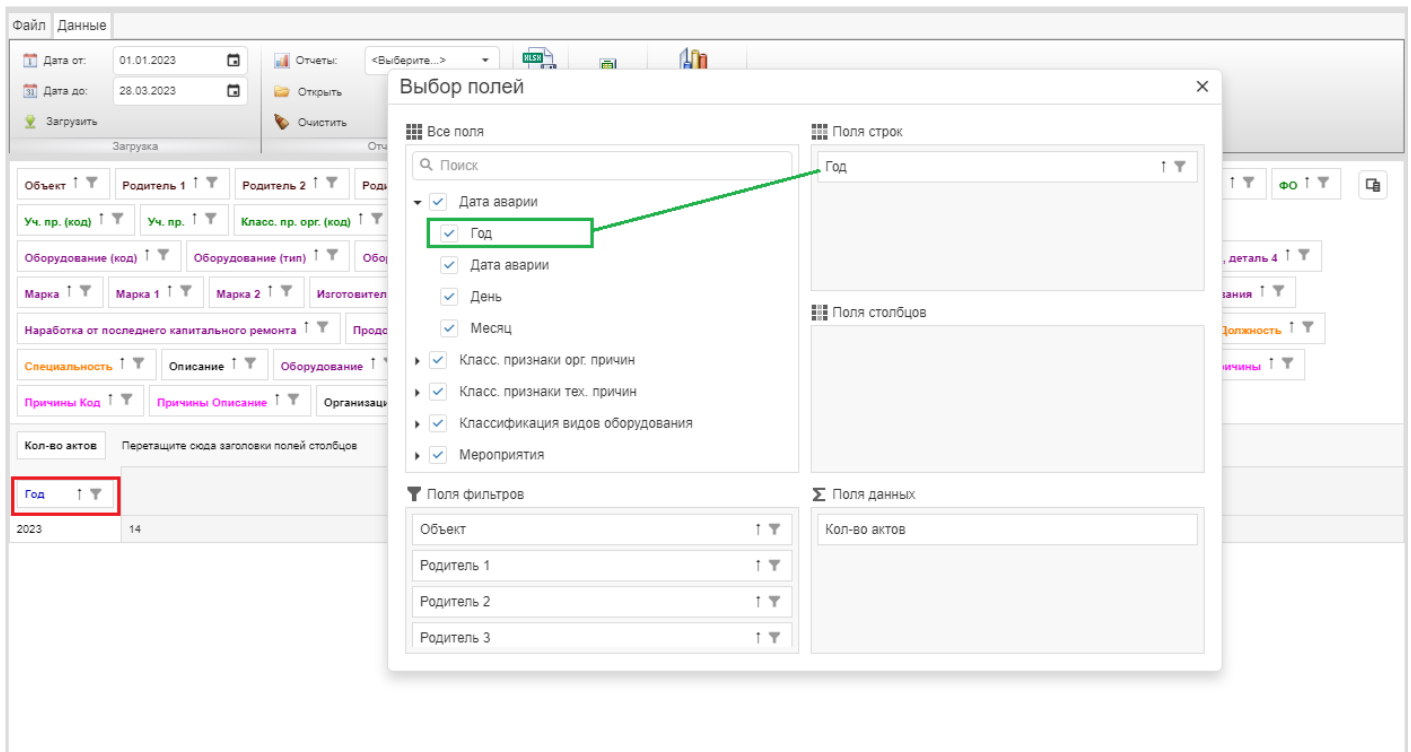 Файл Данные
Дата от: 01.01.2023 Отчеты: <Выберите...> XLSX
Дата до: 28.03.2023 Открыть
Загрузить Очистить
Загрузка
Выбор полей
Объект Родитель 1 Родитель 2 ФО
Уч. пр. (код) Уч. пр. Класс. пр. орг. (код)
Оборудование (код) Оборудование (тип) , деталь 4
Марка Марка 1 Марка 2
Наработка от последнего капитального ремонта Должность
Специальность Описание Оборудование
Причины Код Причины Описание
Кол-во актов Перетащите сюда заголовки полей столбцов
Год
2023 14
Все поля
Поиск
Дата аварии
Год
Дата аварии
День
Месяц
Класс. признаки орг. причин
Класс. признаки тех. причин
Классификация видов оборудования
Мероприятия
Поля строк
Год
Поля столбцов
Поля фильтров
Объект
Родитель 1
Родитель 2
Родитель 3
Поля данных
Кол-во актов